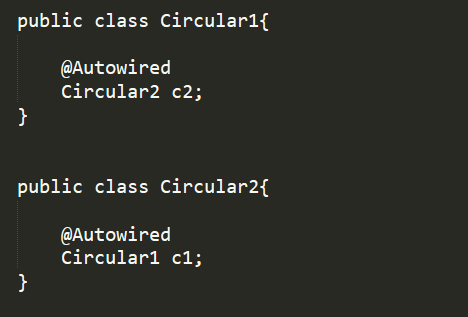 public class Circular1{
@Autowired
Circular2 c2;
}
public class Circular2{
@Autowired
Circular1 c1;
}